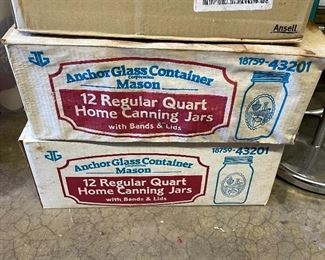 Ansell
18759-43201
Anchor Glass Container
Corporation
Mason
12 Regular Quart
Home Canning Jars
with Bands & Lids
18759-43201
Anchor Glass Container
Mason
12 Regular Quart
Home Canning Jars
with Bands & Lids